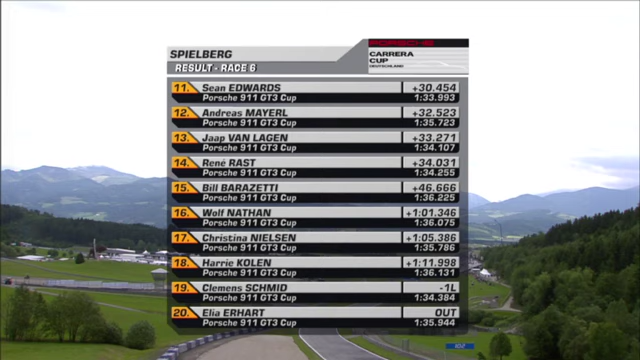 SPIELBERG
RESULT - RACE 6
PORSCHE
CARRERA
CUP
DEUTSCHLAND
11. Sean EDWARDS +30.454
Porsche 911 GT3 Cup 1:33.993
12. Andreas MAYERL +32.523
Porsche 911 GT3 Cup 1:35.723
13. Jaap VAN LAGEN +33.271
Porsche 911 GT3 Cup 1:34.107
14. René RAST +34.031
Porsche 911 GT3 Cup 1:34.255
15. Bill BARAZETTI +46.666
Porsche 911 GT3 Cup 1:36.225
16. Wolf NATHAN +1:01.346
Porsche 911 GT3 Cup 1:36.075
17. Christina NIELSEN +1:05.386
Porsche 911 GT3 Cup 1:35.786
18. Harrie KOLEN +1:11.998
Porsche 911 GT3 Cup 1:36.131
19. Clemens SCHMID -1L
Porsche 911 GT3 Cup 1:34.384
20. Elia ERHART OUT
Porsche 911 GT3 Cup 1:35.944